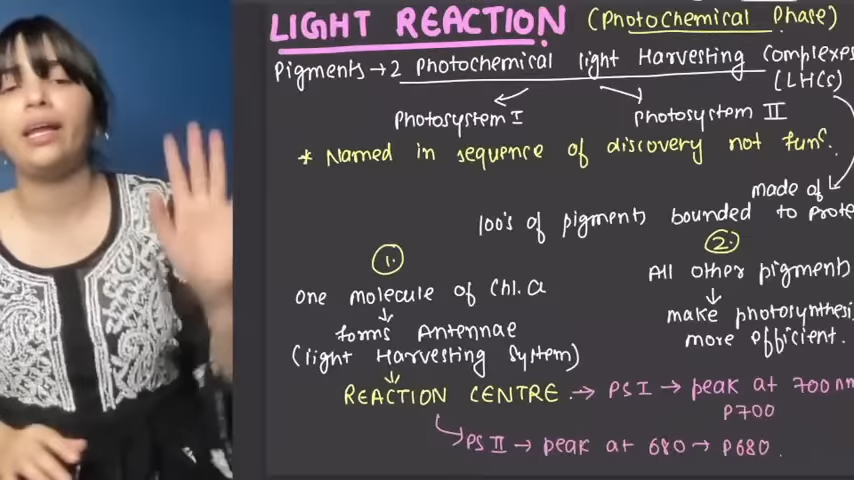 LIGHT REACTION (Photochemical Phase)
Pigments → 2 Photochemical light Harvesting Complexes
(LHCs)
Photosystem I
Photosystem II
* Named in sequence of discovery not func.
made of
100's of pigments bounded to prote
1.
2.
One molecule of Chl. a
All other pigments
forms Antennae
make photosynthesi
(light Harvesting System)
more efficient.
REACTION CENTRE → PS I → peak at 700 nm
P700
PS II → peak at 680 → P680.